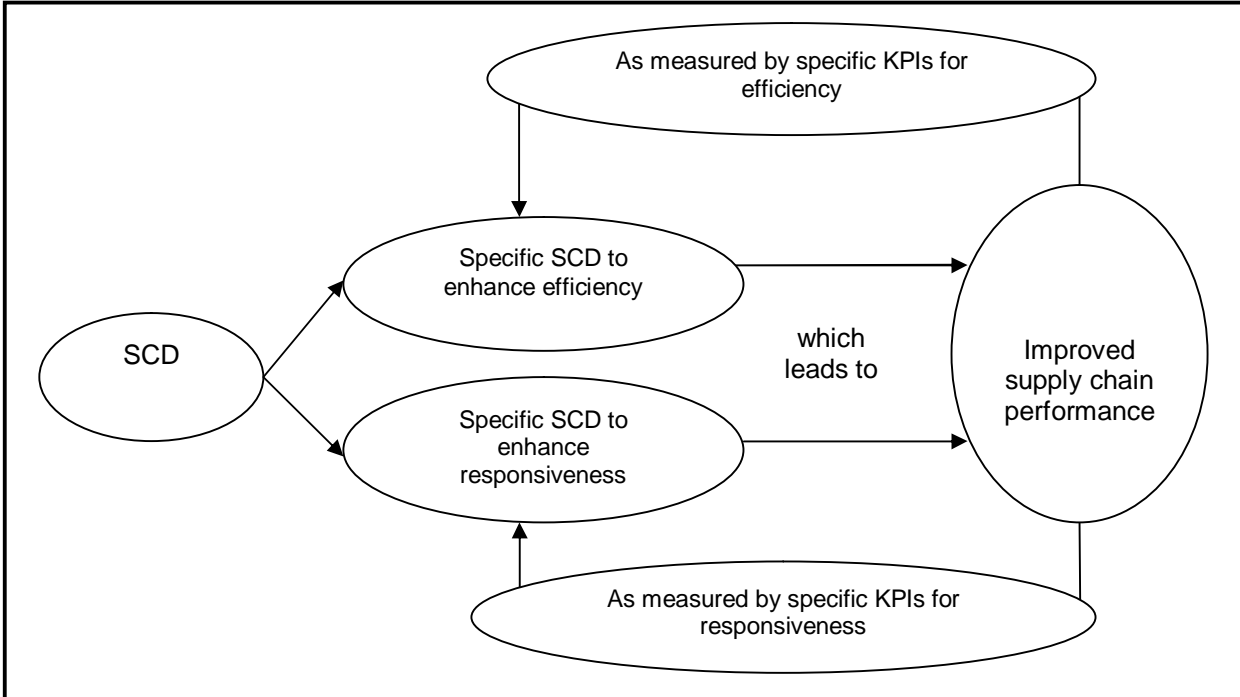 As measured by specific KPIs for
efficiency
Specific SCD to
enhance efficiency
SCD
which
leads to
Improved
supply chain
performance
Specific SCD to
enhance
responsiveness
As measured by specific KPIs for
responsiveness